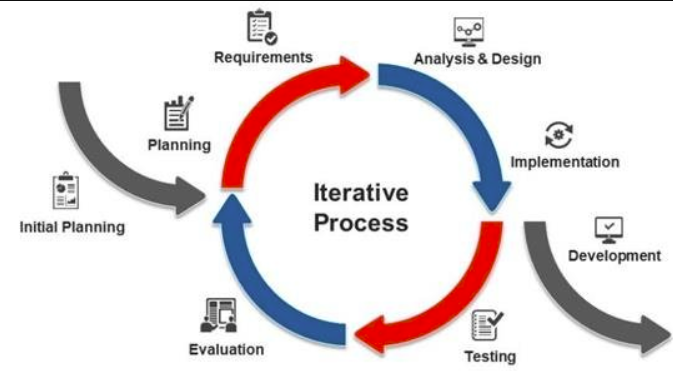 Requirements
Analysis & Design
Planning
Implementation
Iterative
Process
Initial Planning
Development
Evaluation
Testing